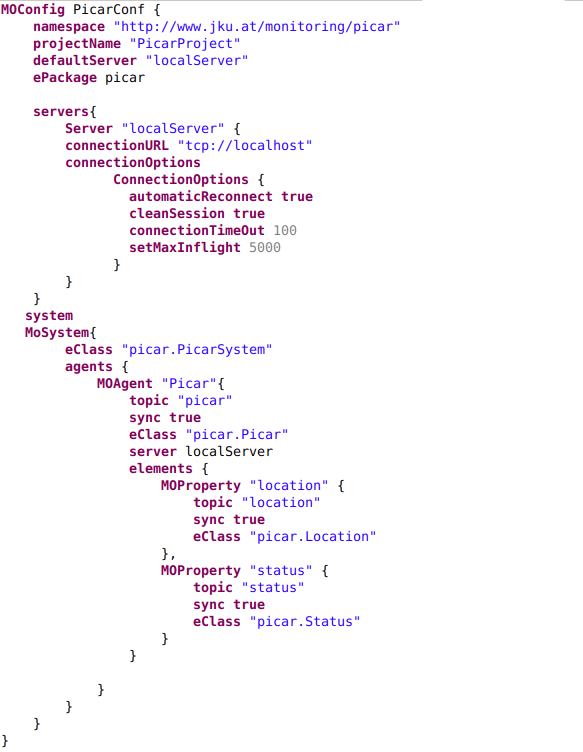 MOConfig PicarConf {
    namespace "http://www.jku.at/monitoring/picar"
    projectName "PicarProject"
    defaultServer "localServer"
    ePackage picar

    servers{
        Server "localServer" {
        connectionURL "tcp://localhost"
        connectionOptions
              ConnectionOptions {
                automaticReconnect true
                cleanSession true
                connectionTimeOut 100
                setMaxInflight 5000
              }
        }
    }
   system
   MoSystem{
        eClass "picar.PicarSystem"
        agents {
            MOAgent "Picar"{
                topic "picar"
                sync true
                eClass "picar.Picar"
                server localServer
                elements {
                    MOProperty "location" {
                        topic "location"
                        sync true
                        eClass "picar.Location"
                    },
                    MOProperty "status" {
                        topic "status"
                        sync true
                        eClass "picar.Status"
                    }
                }

            }
        }
    }
}